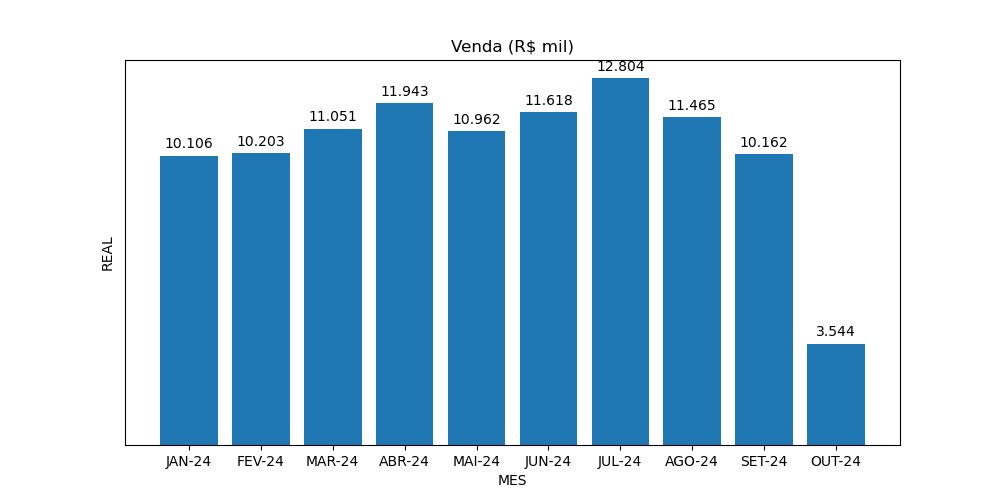 Venda (R$ mil)
10.106
10.203
11.051
11.943
10.962
11.618
12.804
11.465
10.162
3.544
REAL
JAN-24 FEV-24 MAR-24 ABR-24 MAI-24 JUN-24 JUL-24 AGO-24 SET-24 OUT-24
MES